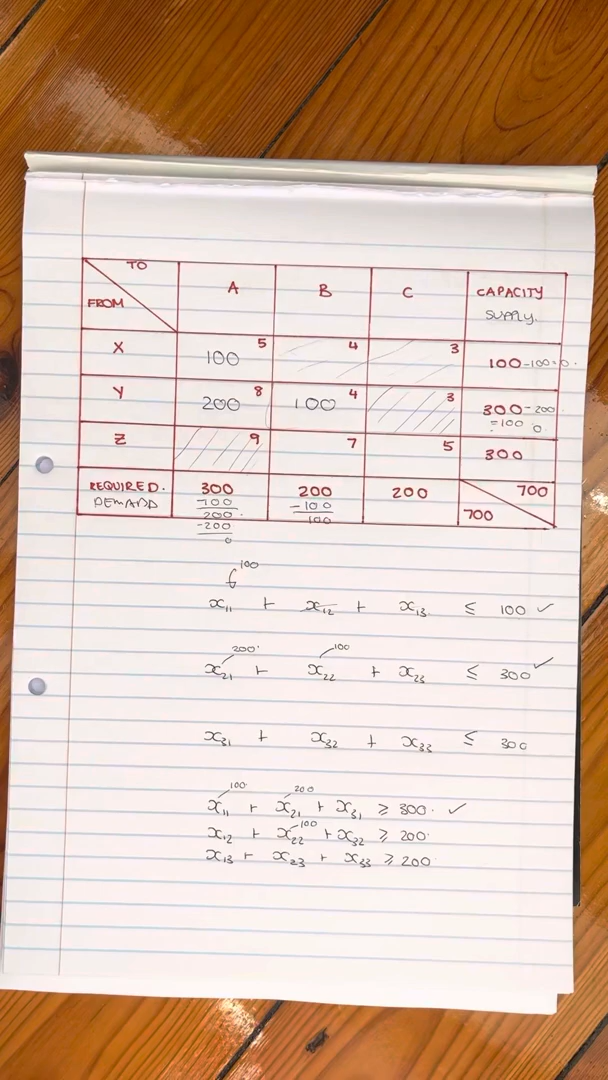 TO
FROM
A B C CAPACITY
SUPPLY.
X 100 5 4 3 100-100=0.
Y 200 8 100 4 3 300-200
=100 0
Z 9 7 5 300
REQUIRED. 300 200 200 700
DEMAND -100 -100 700
200. 100
-200
0
100
x₁₁ + x₁₂ + x₁₃ ≤ 100 ✓
200 100
x₂₁ + x₂₂ + x₂₃ ≤ 300 ✓
x₃₁ + x₃₂ + x₃₃ ≤ 300
100 200
x₁₁ + x₂₁ + x₃₁ ≥ 300. ✓
100
x₁₂ + x₂₂ + x₃₂ ≥ 200
x₁₃ + x₂₃ + x₃₃ ≥ 200